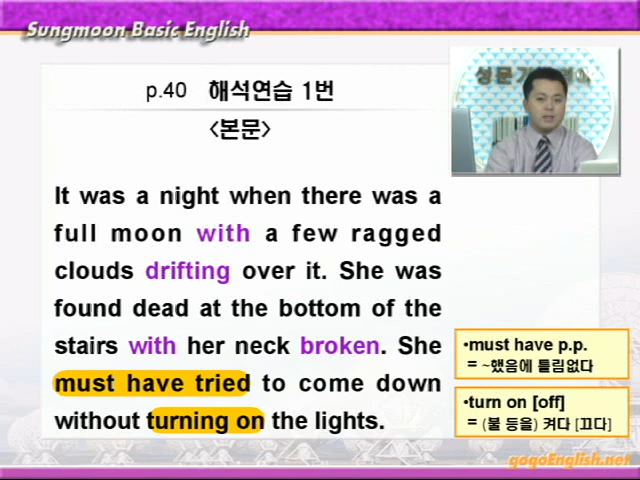 Sungmoon Basic English
p.40 해석연습 1번
<본문>
It was a night when there was a
full moon with a few ragged
clouds drifting over it. She was
found dead at the bottom of the
stairs with her neck broken. She
must have tried to come down
without turning on the lights.
•must have p.p.
= ~했음에 틀림없다
•turn on [off]
= (불 등을) 켜다 [끄다]
gogoEnglish.net